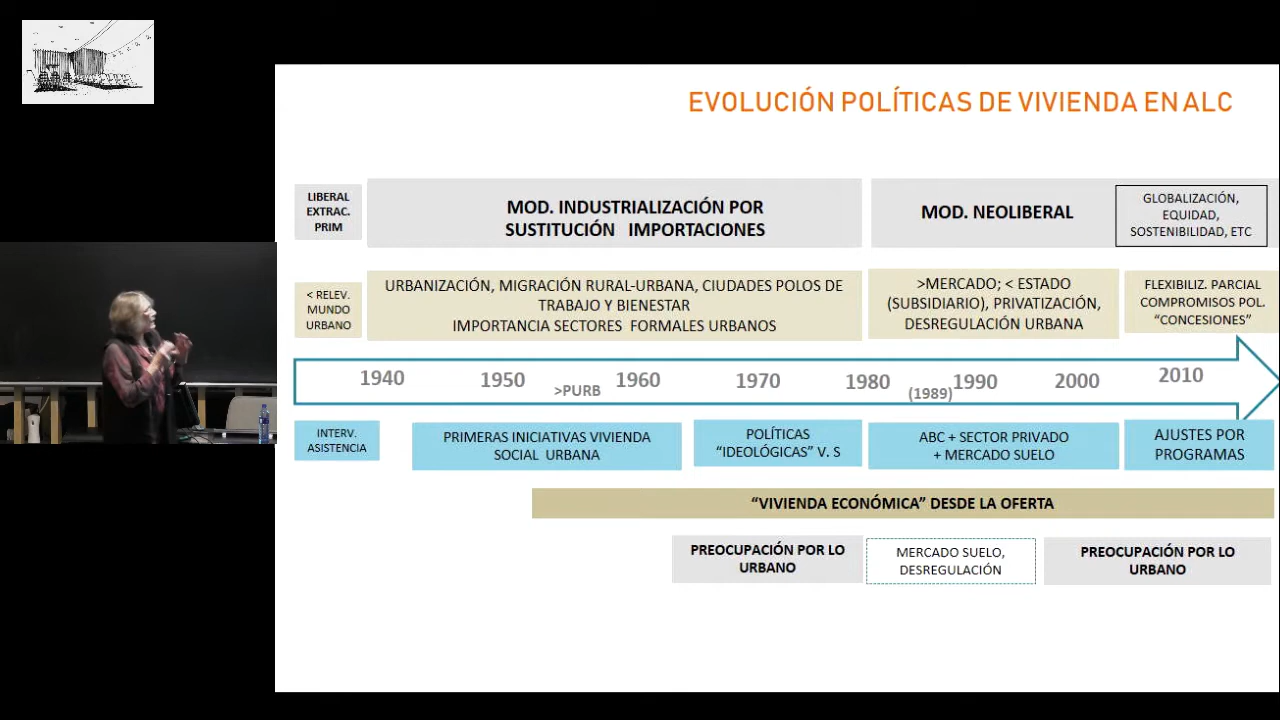 EVOLUCIÓN POLÍTICAS DE VIVIENDA EN ALC
LIBERAL
EXTRAC.
PRIM
MOD. INDUSTRIALIZACIÓN POR
SUSTITUCIÓN IMPORTACIONES
MOD. NEOLIBERAL
GLOBALIZACIÓN,
EQUIDAD,
SOSTENIBILIDAD, ETC
< RELEV.
MUNDO
URBANO
URBANIZACIÓN, MIGRACIÓN RURAL-URBANA, CIUDADES POLOS DE
TRABAJO Y BIENESTAR
IMPORTANCIA SECTORES FORMALES URBANOS
>MERCADO; < ESTADO
(SUBSIDIARIO), PRIVATIZACIÓN,
DESREGULACIÓN URBANA
FLEXIBILIZ. PARCIAL
COMPROMISOS POL.
“CONCESIONES”
1940
1950
>PURB
1960
1970
1980
(1989)
1990
2000
2010
INTERV.
ASISTENCIA
PRIMERAS INICIATIVAS VIVIENDA
SOCIAL URBANA
POLÍTICAS
“IDEOLÓGICAS” V. S
ABC + SECTOR PRIVADO
+ MERCADO SUELO
AJUSTES POR
PROGRAMAS
“VIVIENDA ECONÓMICA” DESDE LA OFERTA
PREOCUPACIÓN POR LO
URBANO
MERCADO SUELO,
DESREGULACIÓN
PREOCUPACIÓN POR LO
URBANO